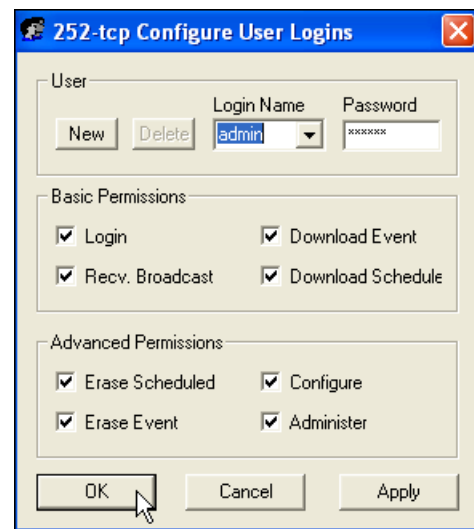 252-tcp Configure User Logins
User
Login Name Password
New Delete admin xxxxxx
Basic Permissions
Login Download Event
Recv. Broadcast Download Schedule
Advanced Permissions
Erase Scheduled Configure
Erase Event Administer
OK Cancel Apply